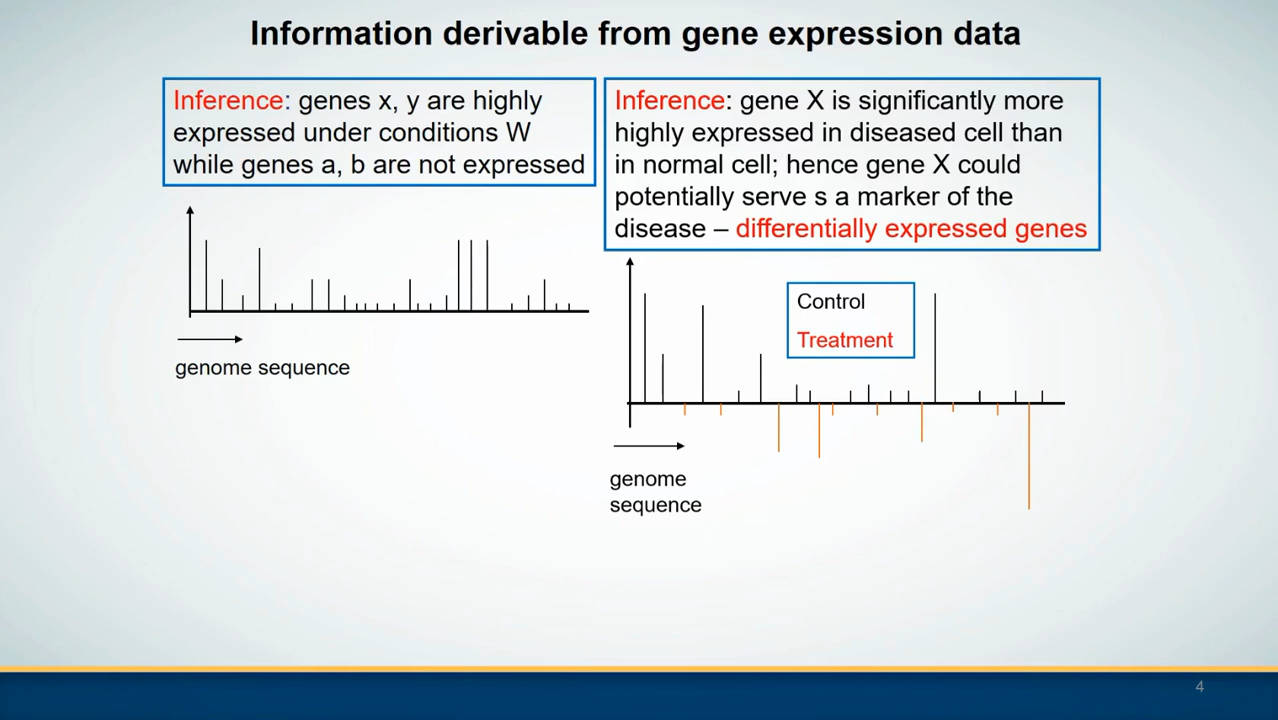 Information derivable from gene expression data
Inference: genes x, y are highly
expressed under conditions W
while genes a, b are not expressed
Inference: gene X is significantly more
highly expressed in diseased cell than
in normal cell; hence gene X could
potentially serve s a marker of the
disease – differentially expressed genes
genome sequence
Control
Treatment
genome
sequence
4